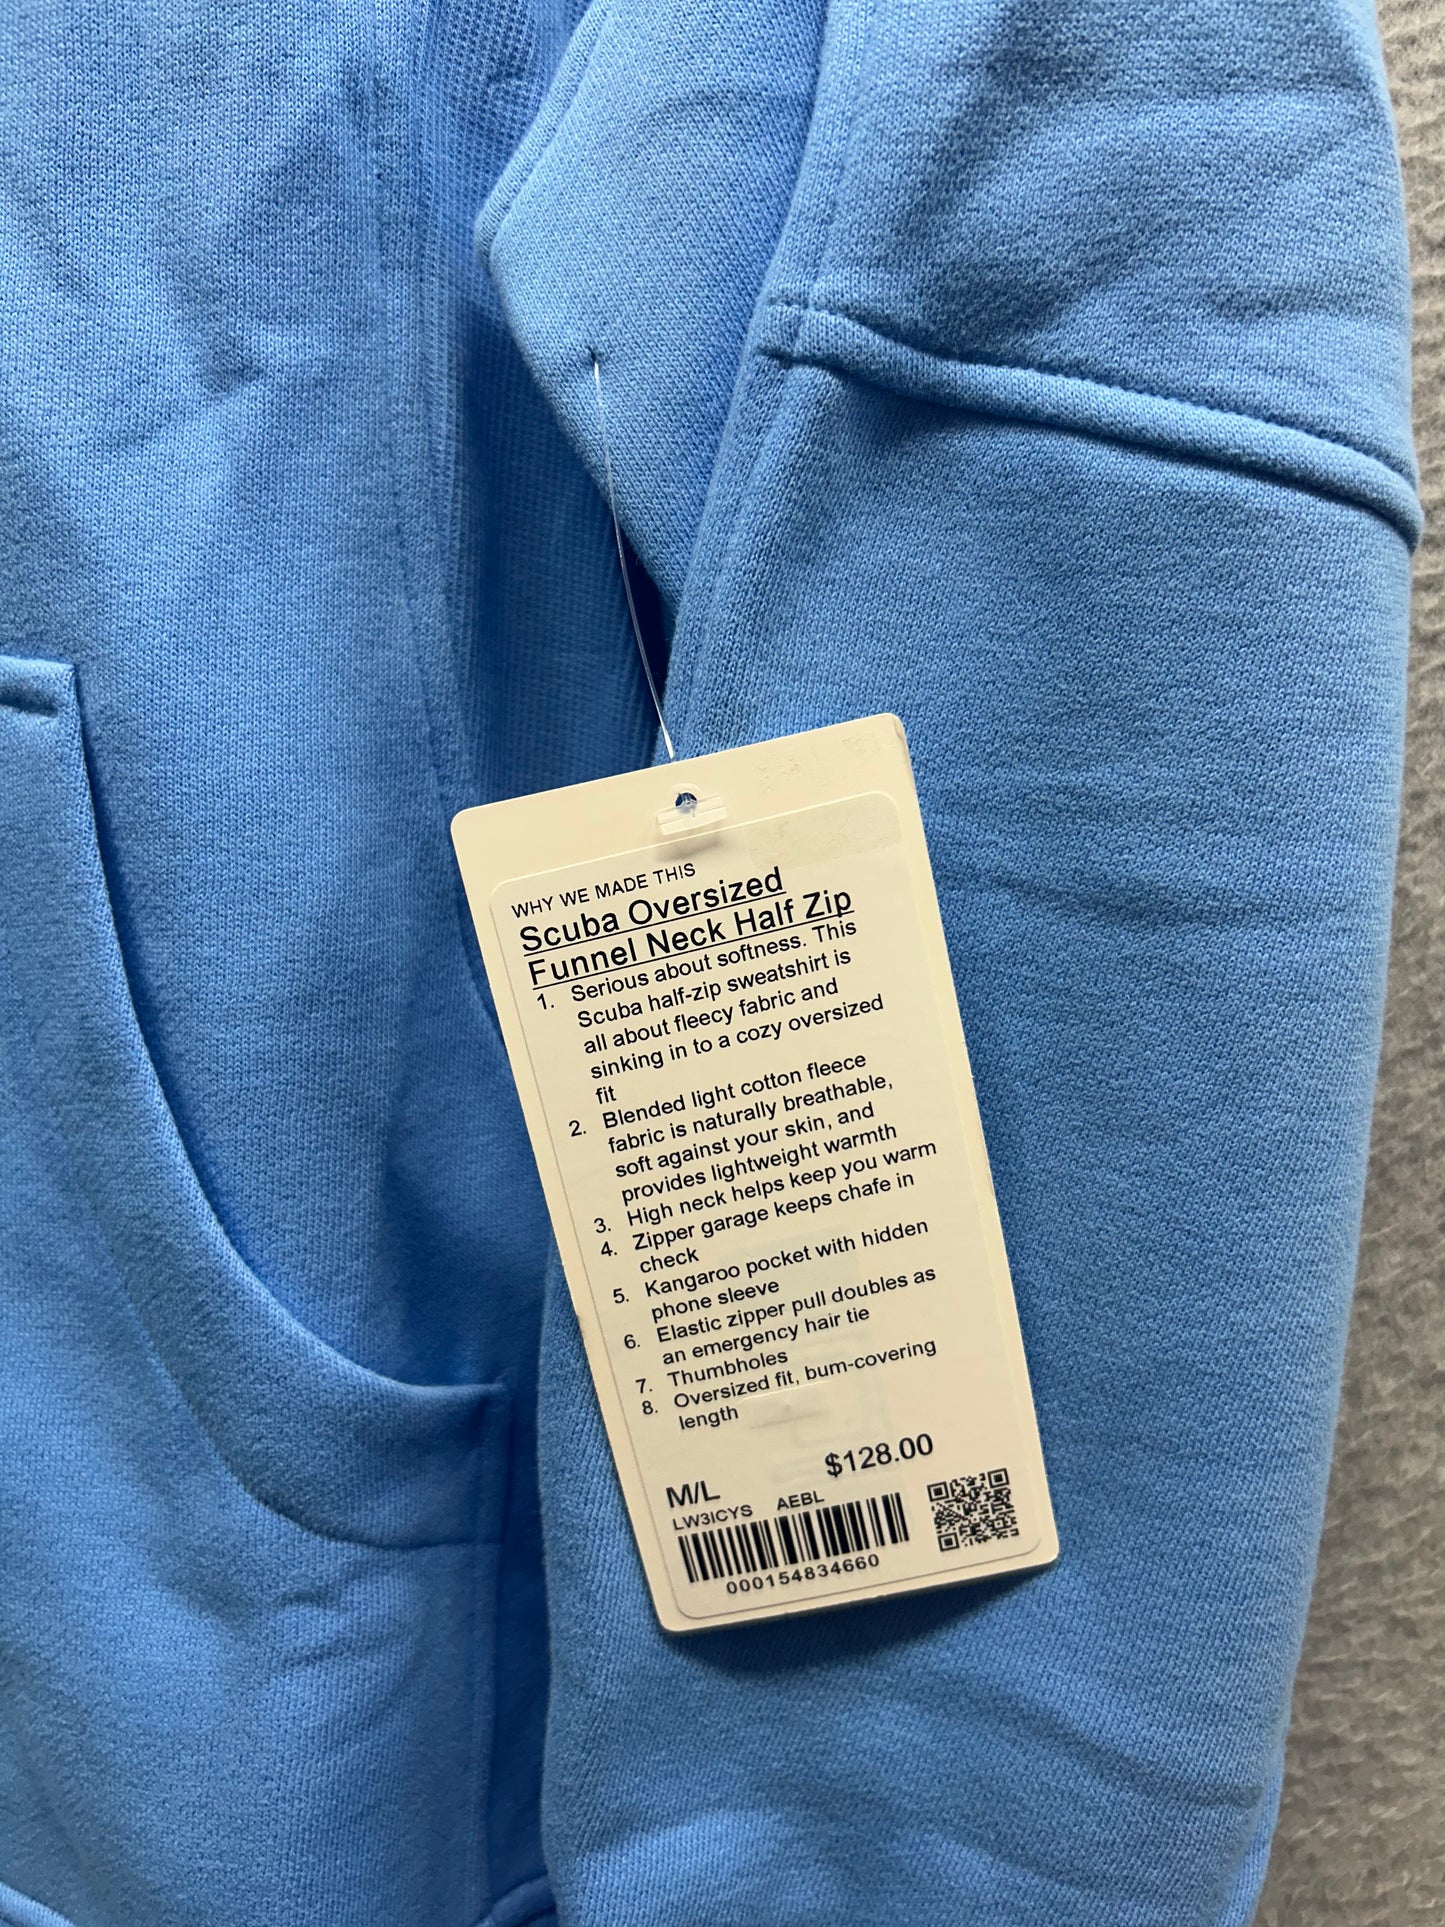 WHY WE MADE THIS
Scuba Oversized
Funnel Neck Half Zip
1. Serious about softness. This
Scuba half-zip sweatshirt is
all about fleecy fabric and
sinking in to a cozy oversized
fit
2. Blended light cotton fleece
fabric is naturally breathable,
soft against your skin, and
provides lightweight warmth
3. High neck helps keep you warm
4. Zipper garage keeps chafe in
check
5. Kangaroo pocket with hidden
phone sleeve
6. Elastic zipper pull doubles as
an emergency hair tie
7. Thumbholes
8. Oversized fit, bum-covering
length
$128.00
M/L
LW3ICYS AEBL
000154834660